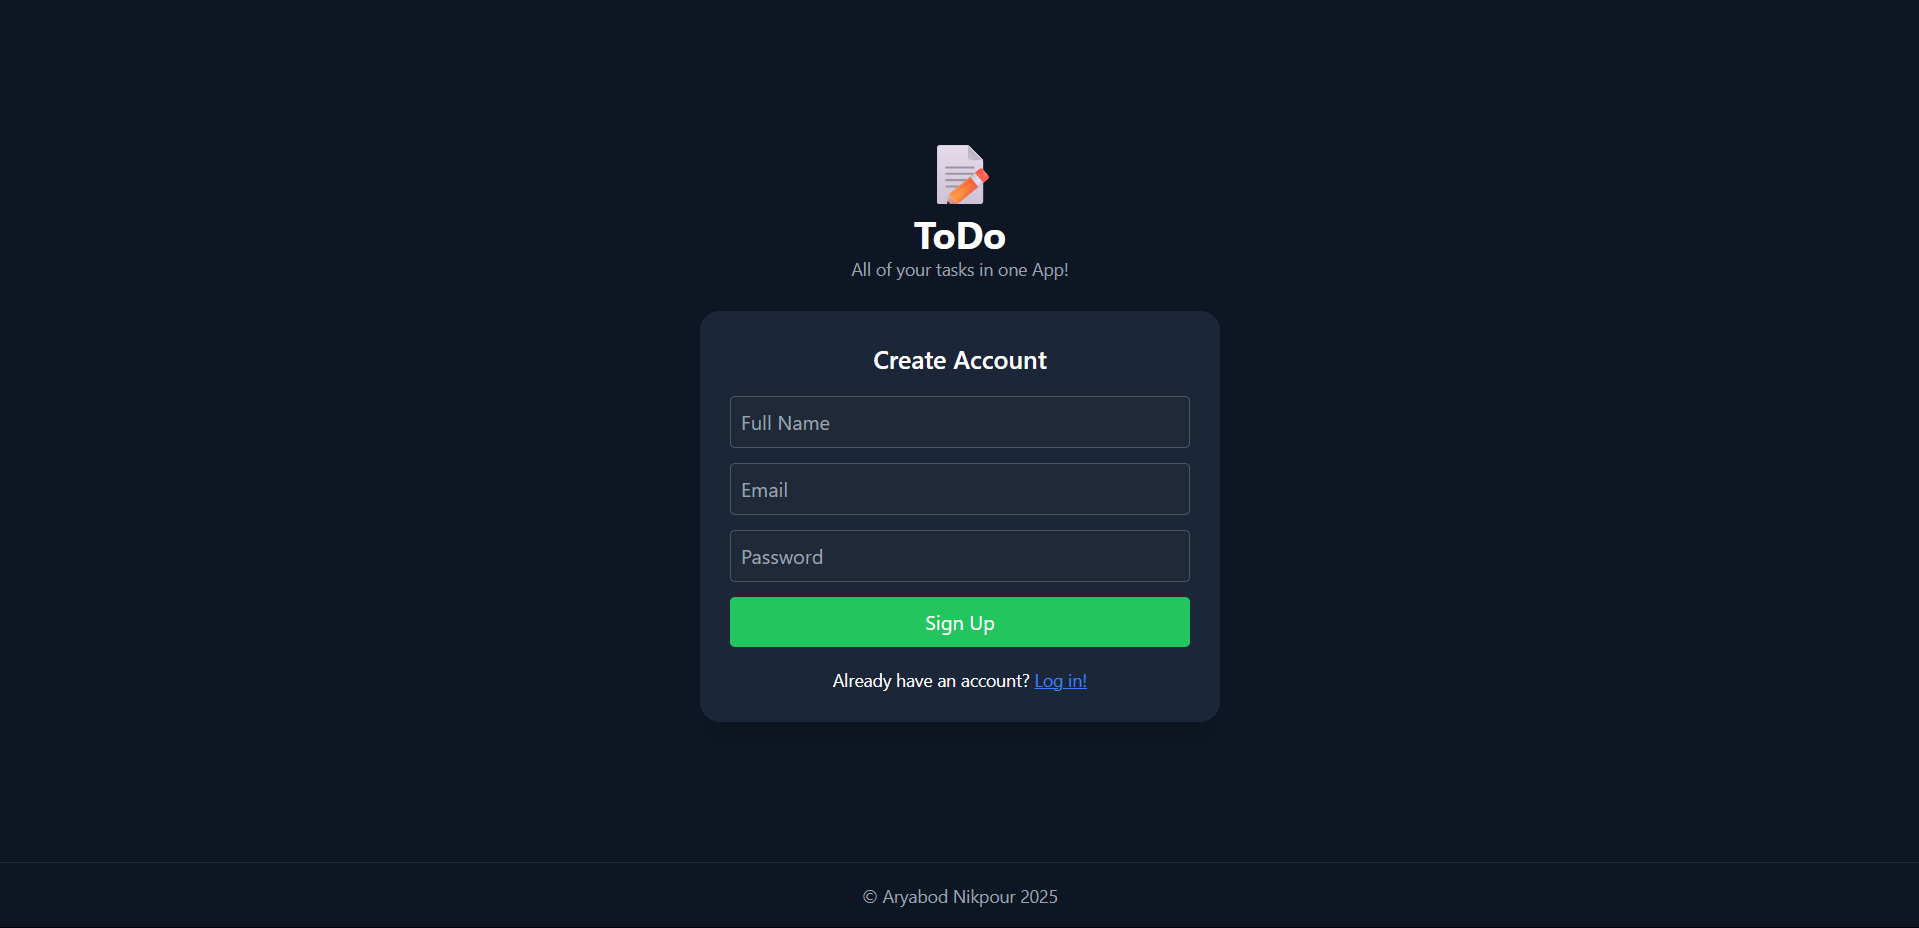 ToDo
All of your tasks in one App!
Create Account
Full Name
Email
Password
Sign Up
Already have an account? Log in!
© Aryabod Nikpour 2025